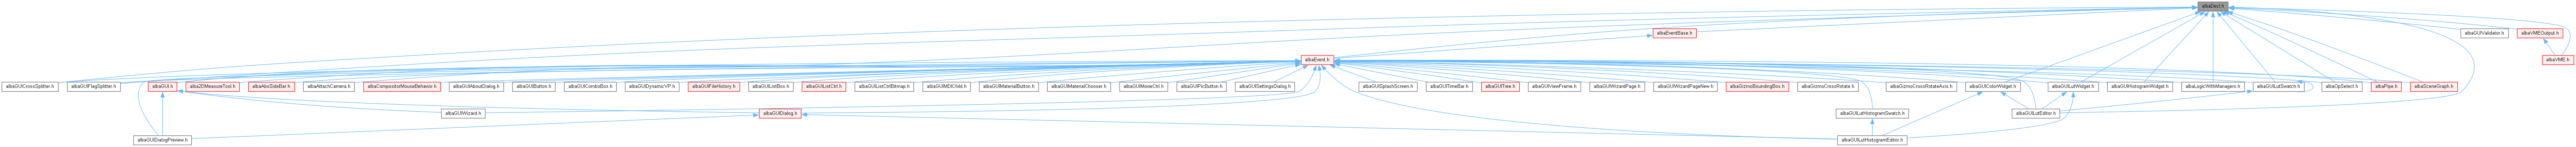 albaDecl.h
albaEventBase.h
albaGUIValidator.h
albaVMEOutput.h
albaEvent.h
albaVME.h
albaGUICrossSplitter.h
albaGUIFlagSplitter.h
albaGUI.h
alba2DMeasureTool.h
albaAbsSideBar.h
albaAttachCamera.h
albaCompositorMouseBehavior.h
albaGUIAboutDialog.h
albaGUIButton.h
albaGUIComboBox.h
albaGUIDynamicVP.h
albaGUIFileHistory.h
albaGUIListBox.h
albaGUIListCtrl.h
albaGUIListCtrlBitmap.h
albaGUIMDIChild.h
albaGUIMaterialButton.h
albaGUIMaterialChooser.h
albaGUIMovieCtrl.h
albaGUIPicButton.h
albaGUISettingsDialog.h
albaGUISplashScreen.h
albaGUITimeBar.h
albaGUITree.h
albaGUIViewFrame.h
albaGUIWizardPage.h
albaGUIWizardPageNew.h
albaGizmoBoundingBox.h
albaGizmoCrossRotate.h
albaGizmoCrossRotateAxis.h
albaGUIColorWidget.h
albaGUILutWidget.h
albaGUIHistogramWidget.h
albaLogicWithManagers.h
albaGUILutSwatch.h
albaOpSelect.h
albaPipe.h
albaSceneGraph.h
albaGUIWizard.h
albaGUIDialog.h
albaGUILutHistogramSwatch.h
albaGUILutEditor.h
albaGUIDialogPreview.h
albaGUILutHistogramEditor.h